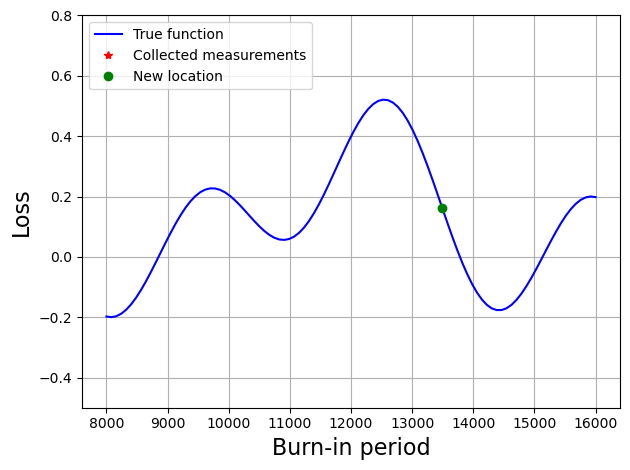 True function
Collected measurements
New location
0.8
0.6
0.4
0.2
0.0
−0.2
−0.4
Loss
8000 9000 10000 11000 12000 13000 14000 15000 16000
Burn-in period